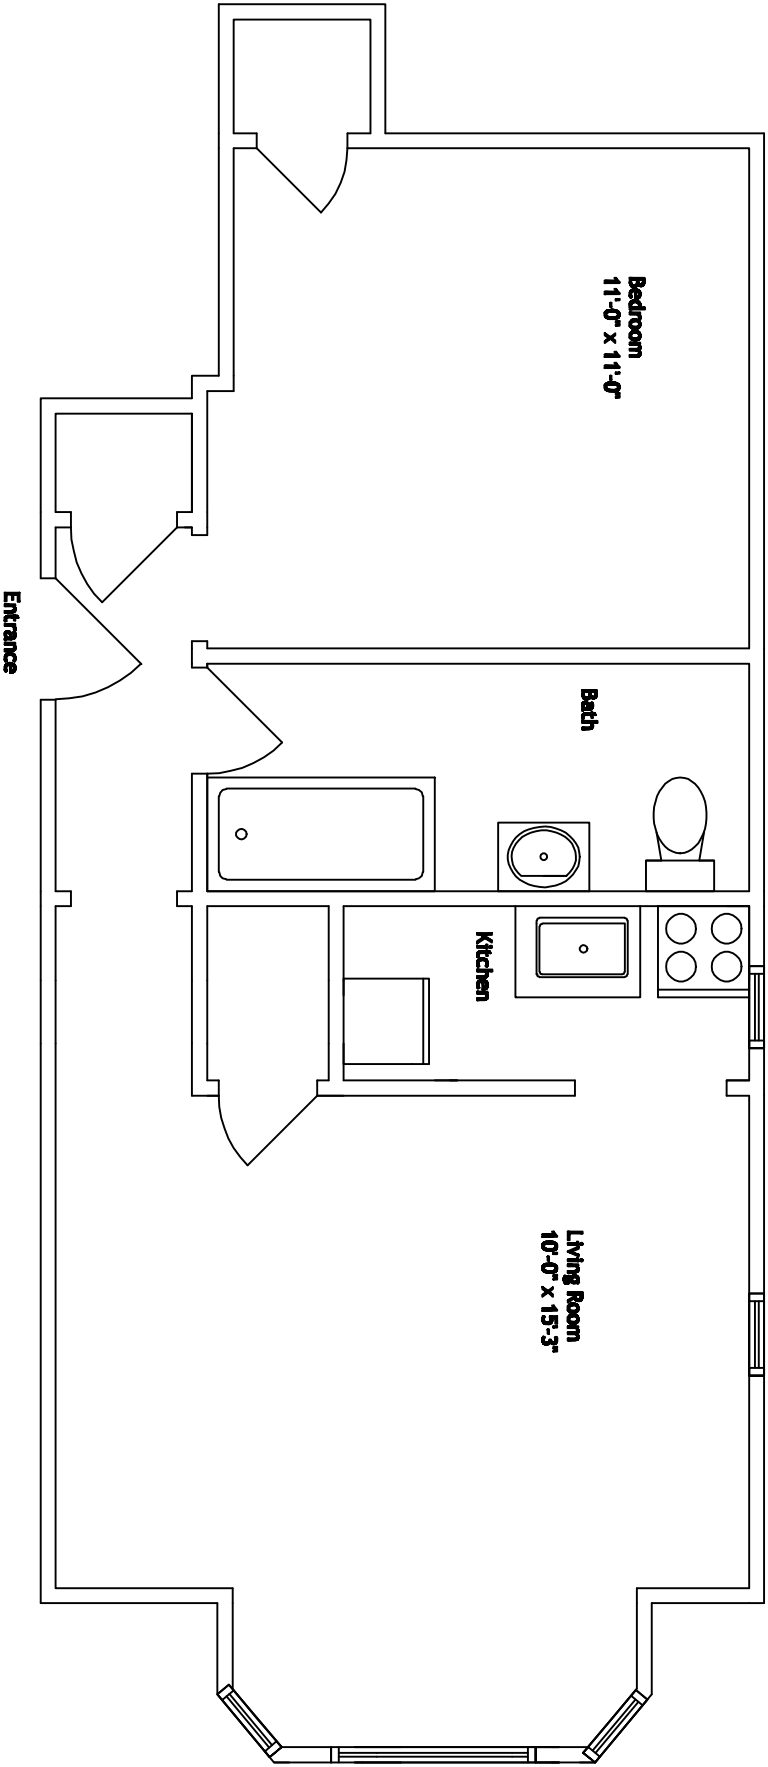 Bedroom
11'-0" x 11'-0"
Entrance
Bath
Kitchen
Living Room
10'-0" x 15'-3"